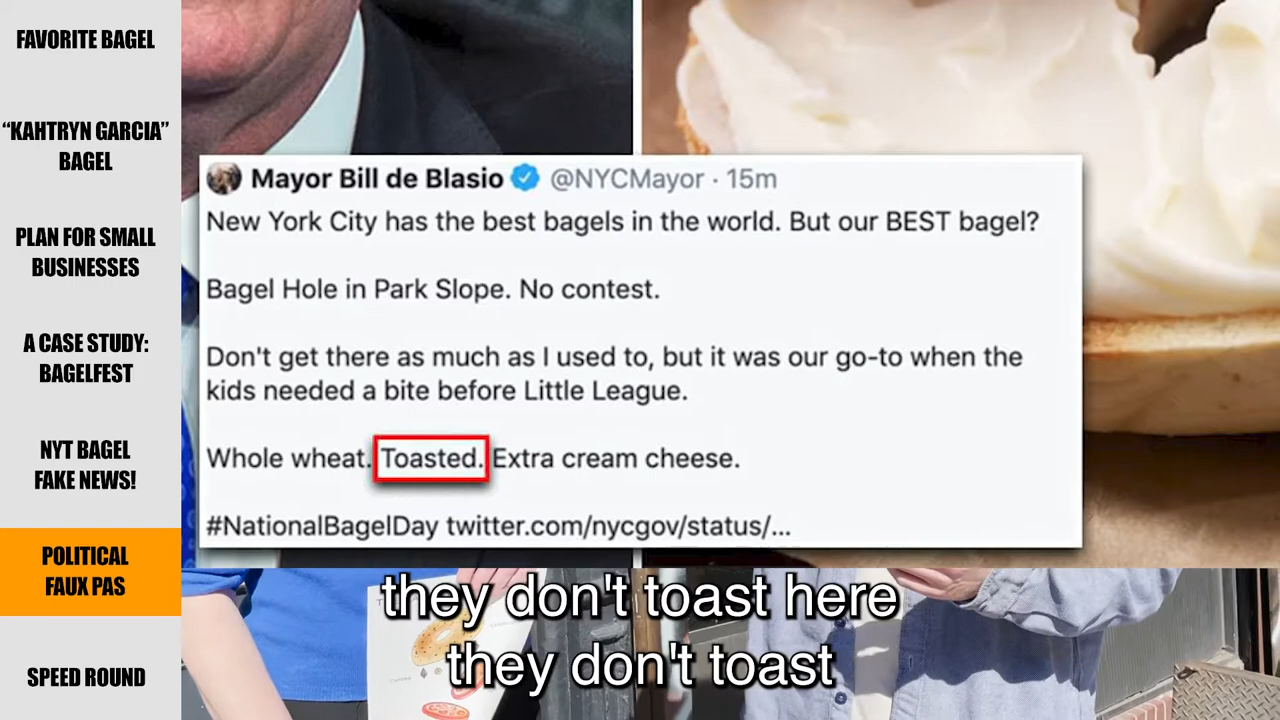 FAVORITE BAGEL
“KAHTRYN GARCIA”
BAGEL
PLAN FOR SMALL
BUSINESSES
A CASE STUDY:
BAGELFEST
NYT BAGEL
FAKE NEWS!
POLITICAL
FAUX PAS
SPEED ROUND
Mayor Bill de Blasio @NYCMayor · 15m
New York City has the best bagels in the world. But our BEST bagel?
Bagel Hole in Park Slope. No contest.
Don't get there as much as I used to, but it was our go-to when the
kids needed a bite before Little League.
Whole wheat. Toasted. Extra cream cheese.
#NationalBagelDay twitter.com/nycgov/status/...
they don't toast here
they don't toast